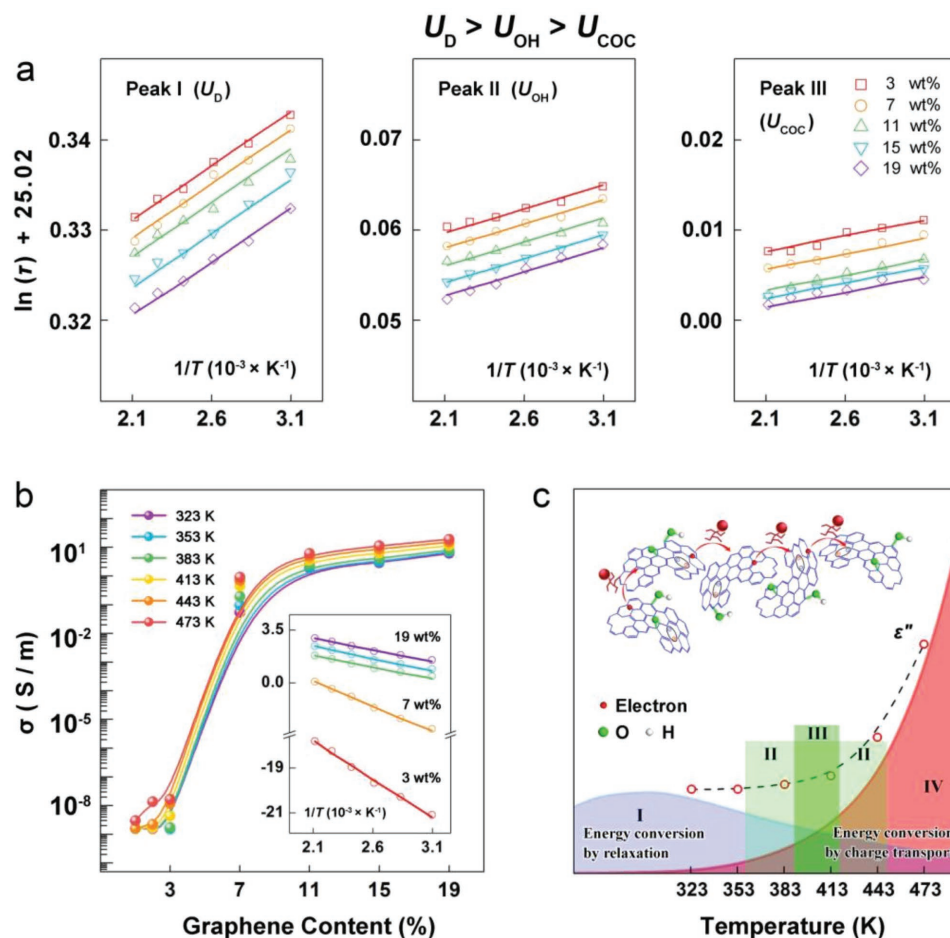 U_D > U_OH > U_COC
a
Peak I (U_D)
Peak II (U_OH)
Peak III
(U_COC)
3 wt%
7 wt%
11 wt%
15 wt%
19 wt%
ln (τ) + 25.02
0.34
0.33
0.32
0.07
0.06
0.05
0.02
0.01
0.00
1/T (10⁻³ × K⁻¹)
1/T (10⁻³ × K⁻¹)
1/T (10⁻³ × K⁻¹)
2.1 2.6 3.1
2.1 2.6 3.1
2.1 2.6 3.1
b
323 K
353 K
383 K
413 K
443 K
473 K
σ ( S / m)
10¹
10⁻²
10⁻⁵
10⁻⁸
3.5
0.0
-19
-21
19 wt%
7 wt%
3 wt%
1/T (10⁻³ × K⁻¹)
2.1 2.6 3.1
3 7 11 15 19
Graphene Content (%)
c
ε"
Electron
O H
I
II
III
II
IV
Energy conversion
by relaxation
Energy conversion
by charge transport
323 353 383 413 443 473
Temperature (K)